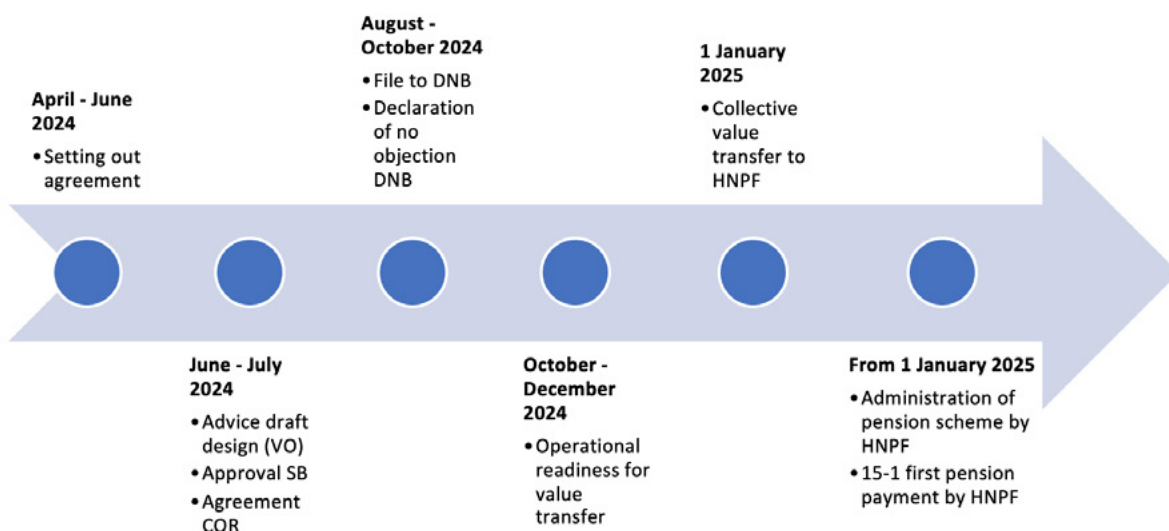 April - June
2024
• Setting out
agreement
June - July
2024
• Advice draft
design (VO)
• Approval SB
• Agreement
COR
August -
October 2024
• File to DNB
• Declaration
of no
objection
DNB
October -
December
2024
• Operational
readiness for
value
transfer
1 January
2025
• Collective
value
transfer to
HNPF
From 1 January 2025
• Administration of
pension scheme by
HNPF
• 15-1 first pension
payment by HNPF